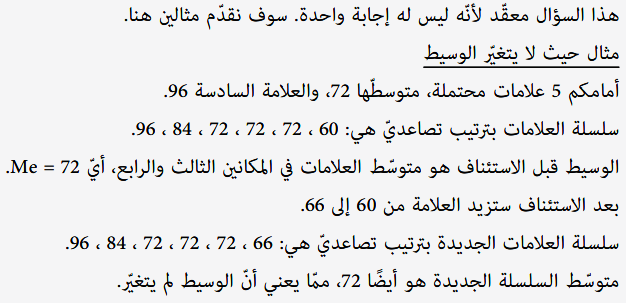 هذا السؤال معقّد لأنّه ليس له إجابة واحدة. سوف نقدّم مثالين هنا.
مثال حيث لا يتغيّر الوسيط
أمامكم 5 علامات محتملة، متوسطّها 72، والعلامة السادسة 96.
سلسلة العلامات بترتيب تصاعديّ هي: 60 ، 72 ، 72 ، 72 ، 84 ، 96.
الوسيط قبل الاستئناف هو متوسّط العلامات في المكانين الثالث والرابع، أيّ Me = 72.
بعد الاستئناف ستزيد العلامة من 60 إلى 66.
سلسلة العلامات الجديدة بترتيب تصاعديّ هي: 66 ، 72 ، 72 ، 72 ، 84 ، 96.
متوسّط السلسلة الجديدة هو أيضًا 72، ممّا يعني أنّ الوسيط لم يتغيّر.